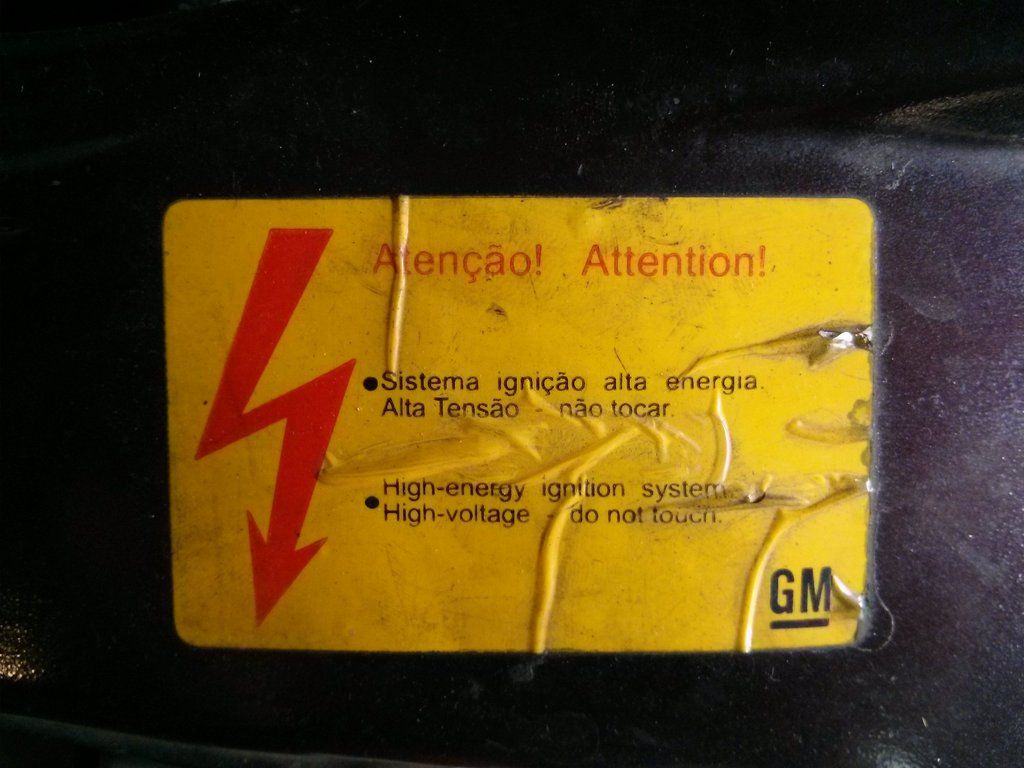 Atenção! Attention!
•Sistema ignição alta energia.
Alta Tensão - não tocar.
•High-energy ignition system.
High-voltage - do not touch.
GM